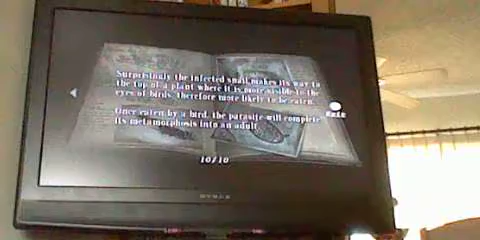 Surprisingly the infected snail makes its way to
the top of a plant where it is more visible to the
eyes of birds, therefore more likely to be eaten.
Once eaten by a bird, the parasite will complete
its metamorphosis into an adult.
Exit
10/10
DYNEX